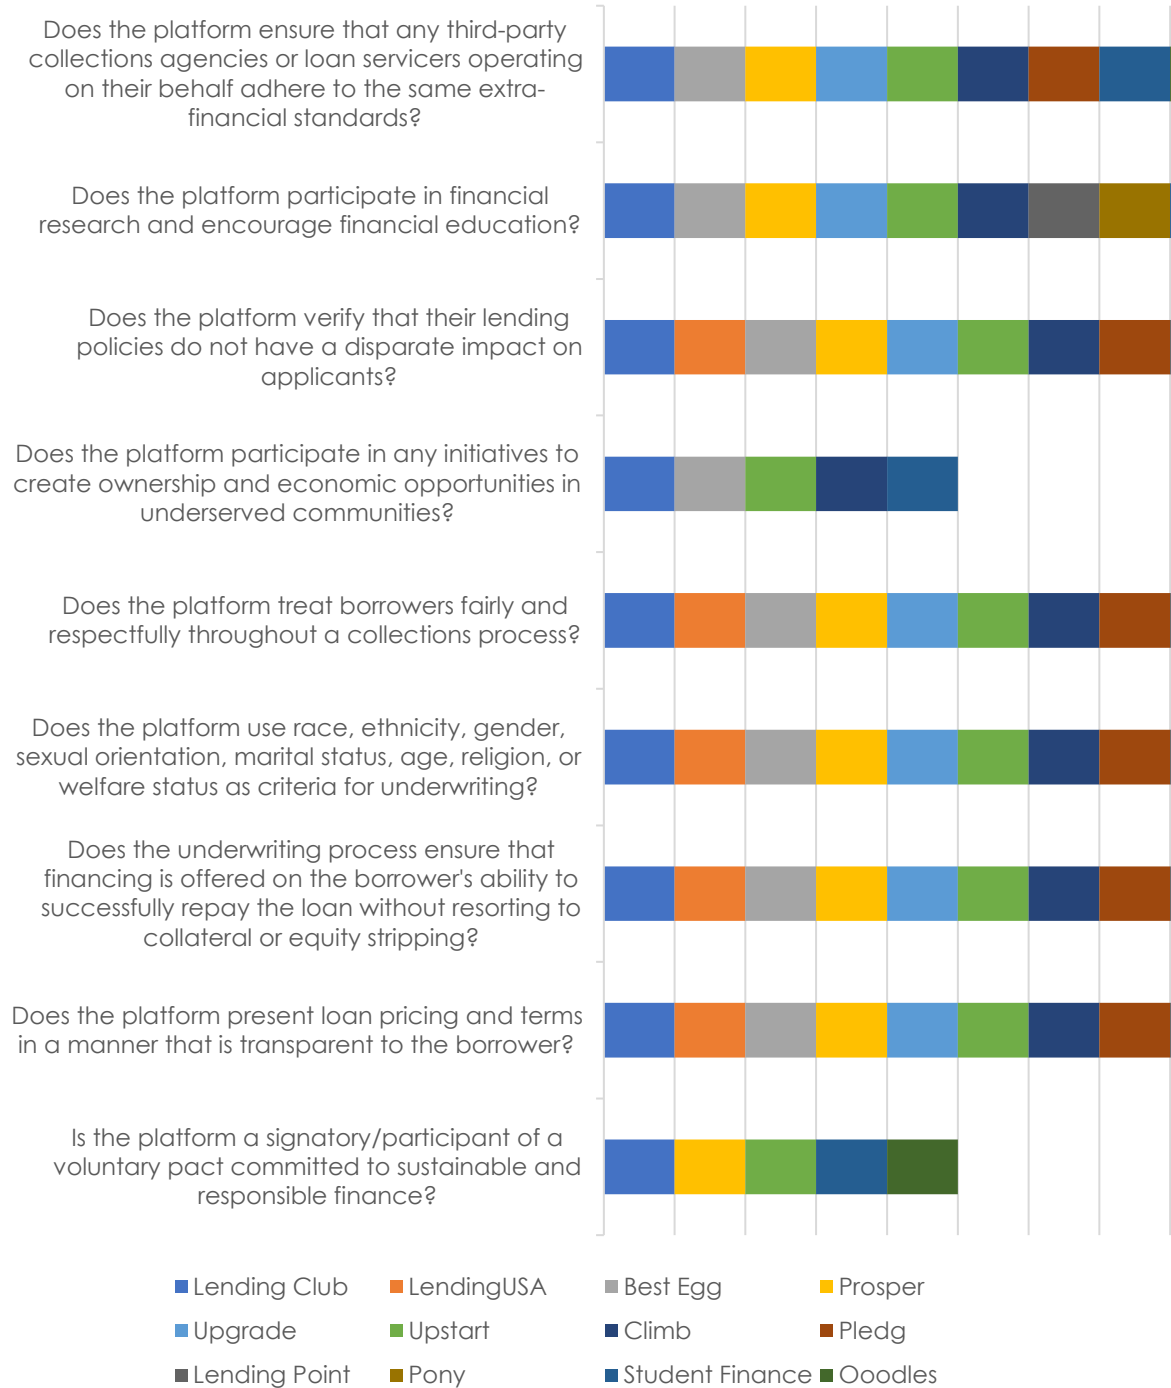 Does the platform ensure that any third-party
collections agencies or loan servicers operating
on their behalf adhere to the same extra-
financial standards?
Does the platform participate in financial
research and encourage financial education?
Does the platform verify that their lending
policies do not have a disparate impact on
applicants?
Does the platform participate in any initiatives to
create ownership and economic opportunities in
underserved communities?
Does the platform treat borrowers fairly and
respectfully throughout a collections process?
Does the platform use race, ethnicity, gender,
sexual orientation, marital status, age, religion, or
welfare status as criteria for underwriting?
Does the underwriting process ensure that
financing is offered on the borrower's ability to
successfully repay the loan without resorting to
collateral or equity stripping?
Does the platform present loan pricing and terms
in a manner that is transparent to the borrower?
Is the platform a signatory/participant of a
voluntary pact committed to sustainable and
responsible finance?
Lending Club LendingUSA Best Egg Prosper
Upgrade Upstart Climb Pledg
Lending Point Pony Student Finance Ooodles